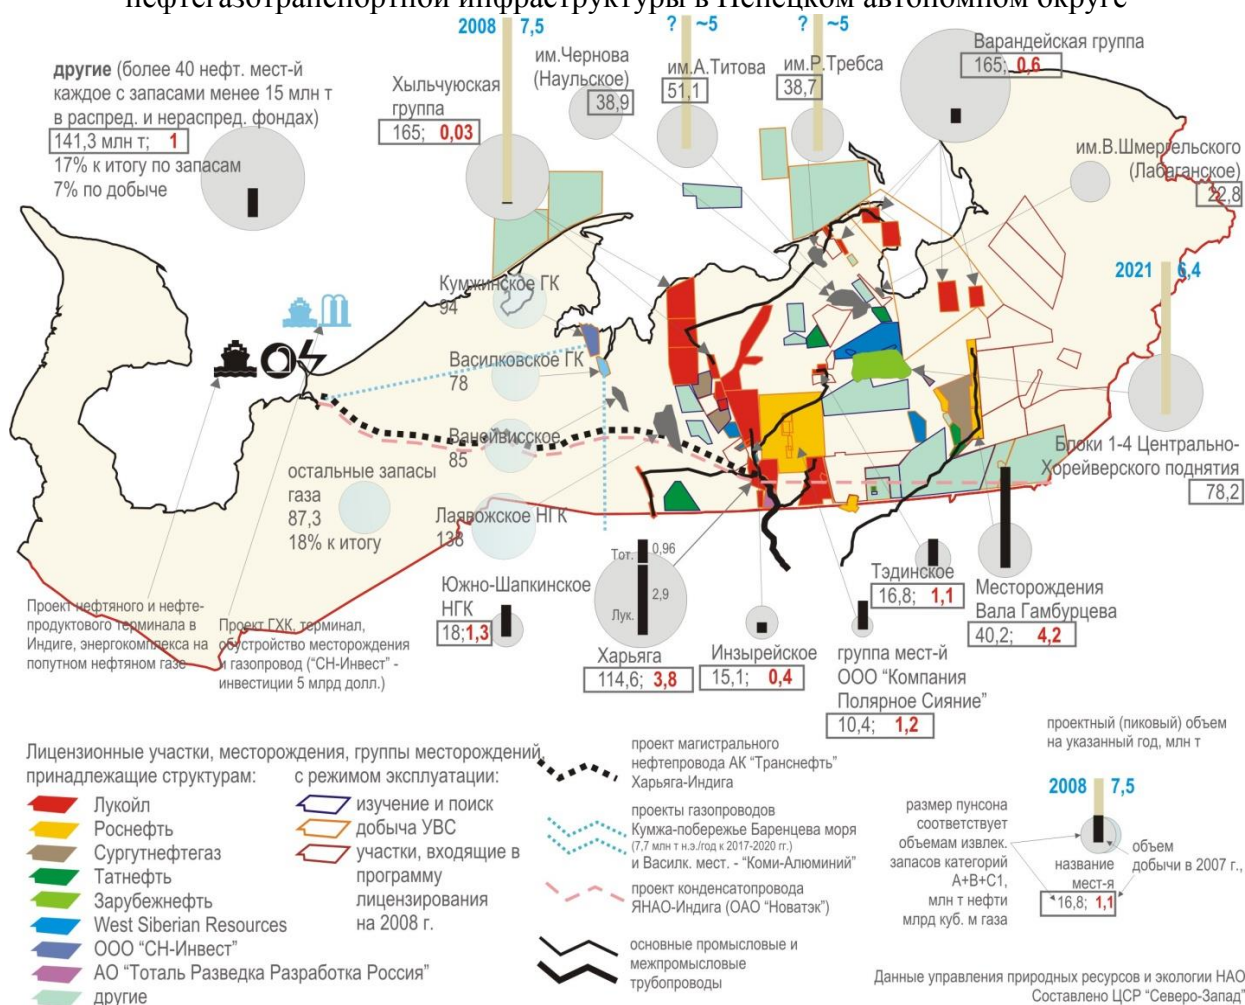 нефтегазотранспортной инфраструктуры в Ненецком автономном округе
2008 7,5
? ~5
? ~5
другие (более 40 нефт. мест-й
каждое с запасами менее 15 млн т
в распред. и нераспред. фондах)
141,3 млн т; 1
17% к итогу по запасам
7% по добыче
Хыльчуюская
группа
165; 0,03
им.Чернова
(Наульское)
38,9
им.А.Титова
51,1
им.Р.Требса
38,7
Варандейская группа
165; 0,6
им.В.Шмергельского
(Лабаганское)
22,8
2021 6,4
Кумжинское ГК
94
Василковское ГК
78
Ванейвисское
85
остальные запасы
газа
87,3
18% к итогу
Лаявожское НГК
138
Блоки 1-4 Центрально-
Хорейверского поднятия
78,2
Тот. 0,96
2,9
Лук.
Южно-Шапкинское
НГК
18; 1,3
Харьяга
114,6; 3,8
Инзырейское
15,1; 0,4
группа мест-й
ООО “Компания
Полярное Сияние”
10,4; 1,2
Тэдинское
16,8; 1,1
Месторождения
Вала Гамбурцева
40,2; 4,2
Проект нефтяного и нефте-
продуктового терминала в
Индиге, энергокомплекса на
попутном нефтяном газе
Проект ГХК, терминал,
обустройство месторождения
и газопровод (“СН-Инвест” -
инвестиции 5 млрд долл.)
Лицензионные участки, месторождения, группы месторождений,
принадлежащие структурам:
Лукойл
Роснефть
Сургутнефтегаз
Татнефть
Зарубежнефть
West Siberian Resources
ООО “СН-Инвест”
АО “Тоталь Разведка Разработка Россия”
другие
с режимом эксплуатации:
изучение и поиск
добыча УВС
участки, входящие в
программу
лицензирования
на 2008 г.
проект магистрального
нефтепровода АК “Транснефть”
Харьяга-Индига
проекты газопроводов
Кумжа-побережье Баренцева моря
(7,7 млн т н.э./год к 2017-2020 гг.)
и Василк. мест. - “Коми-Алюминий”
проект конденсатопровода
ЯНАО-Индига (ОАО “Новатэк”)
основные промысловые и
межпромысловые
трубопроводы
проектный (пиковый) объем
на указанный год, млн т
2008 7,5
размер пунсона
соответствует
объемам извлек.
запасов категорий
А+В+С1,
млн т нефти
млрд куб. м газа
объем
добычи в 2007 г.,
название
мест-я
16,8; 1,1
Данные управления природных ресурсов и экологии НАО
Составлено ЦСР “Северо-Запад”